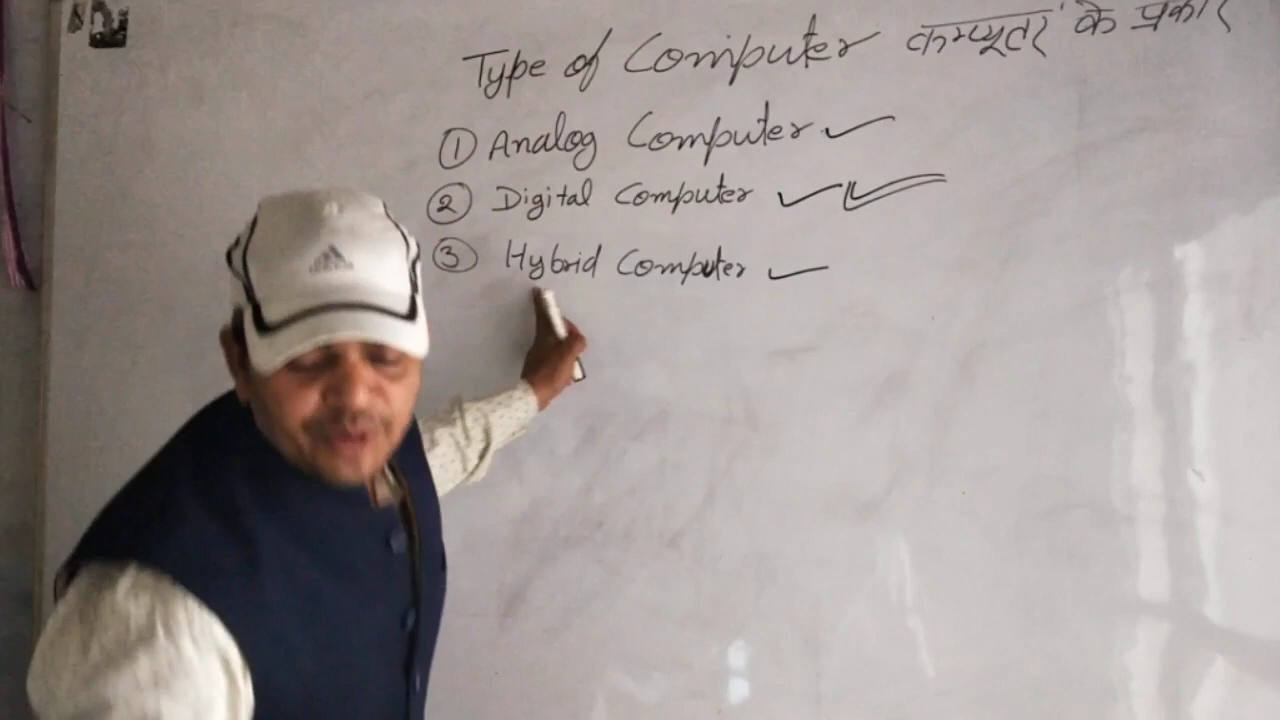 Type of Computer कम्प्यूटर के प्रकार
① Analog Computer
② Digital Computer
③ Hybrid Computer